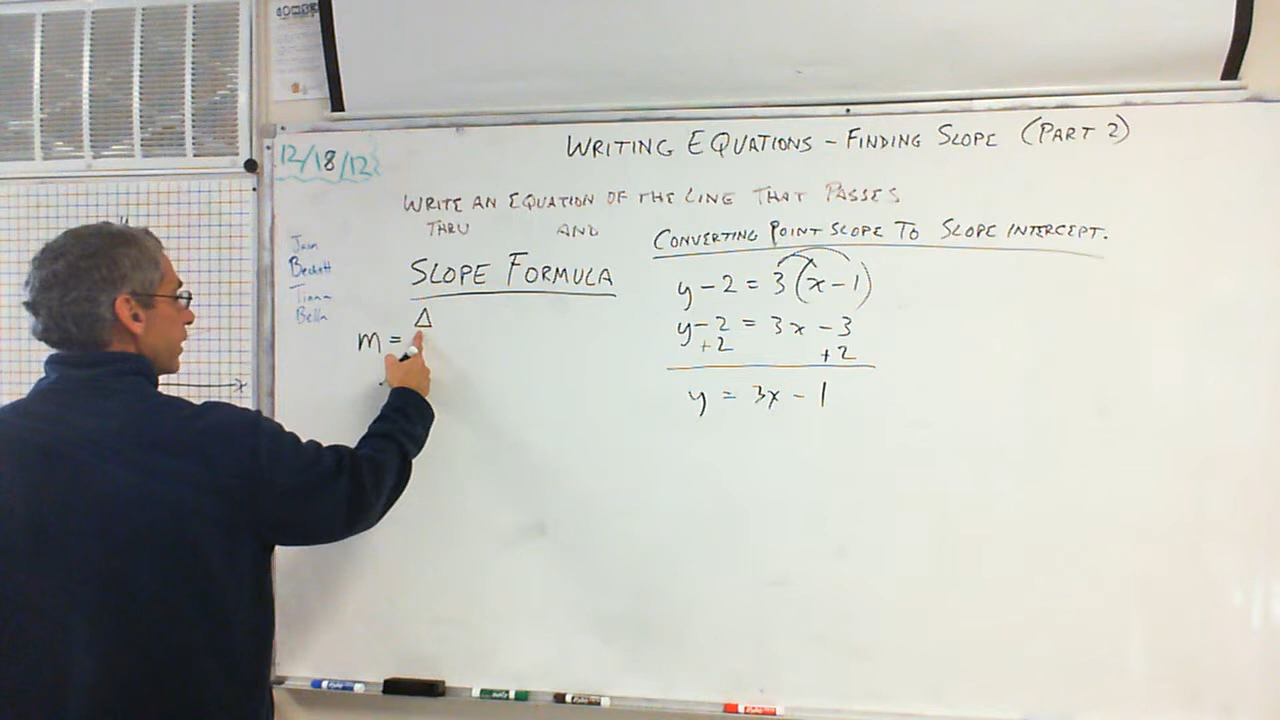 WRITING EQUATIONS - FINDING SLOPE (PART 2)
12/18/12
WRITE AN EQUATION OF THE LINE THAT PASSES
THRU AND
CONVERTING POINT SLOPE TO SLOPE INTERCEPT.
Beckett
Tiana
Bella
SLOPE FORMULA
m = Δ
y - 2 = 3(x - 1)
y - 2 = 3x - 3
+2 +2
y = 3x - 1
x